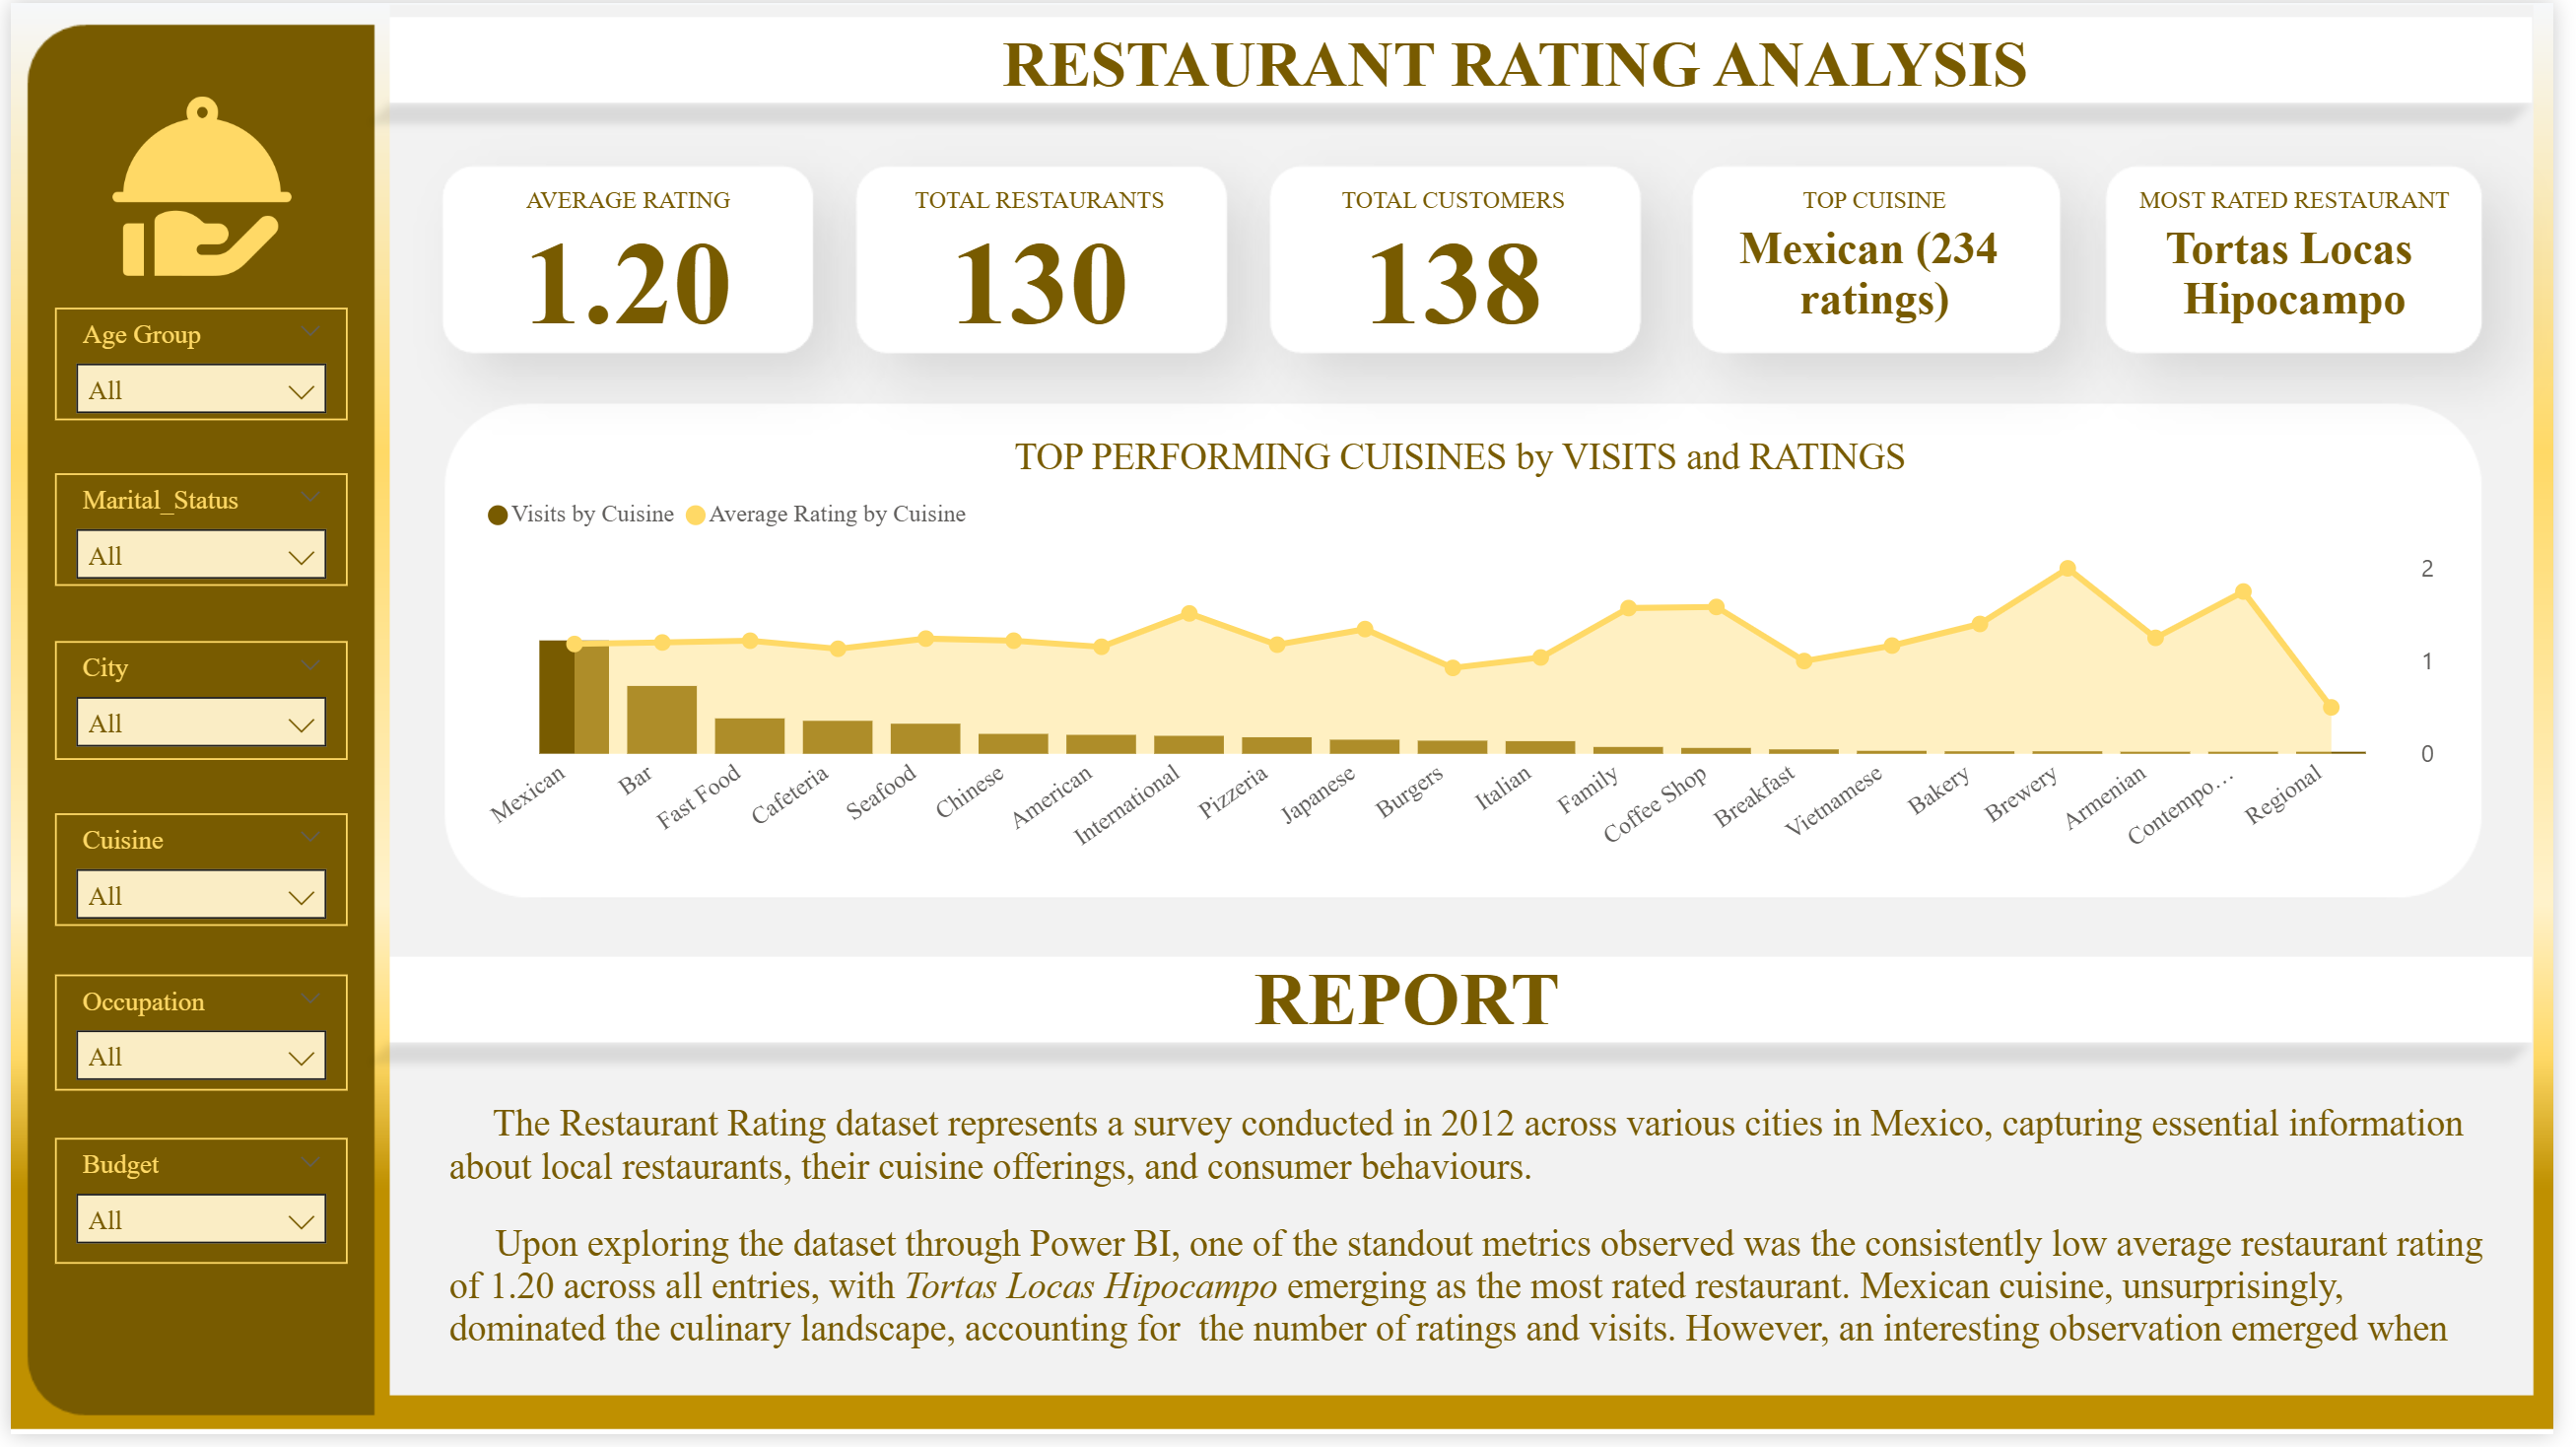 RESTAURANT RATING ANALYSIS
AVERAGE RATING
1.20
TOTAL RESTAURANTS
130
TOTAL CUSTOMERS
138
TOP CUISINE
Mexican (234
ratings)
MOST RATED RESTAURANT
Tortas Locas
Hipocampo
Age Group
All
Marital_Status
All
City
All
Cuisine
All
Occupation
All
Budget
All
TOP PERFORMING CUISINES by VISITS and RATINGS
Visits by Cuisine
Average Rating by Cuisine
2
1
0
Mexican
Bar
Fast Food
Cafeteria
Seafood
Chinese
American
International
Pizzeria
Japanese
Burgers
Italian
Family
Coffee Shop
Breakfast
Vietnamese
Bakery
Brewery
Armenian
Contempo…
Regional
REPORT
The Restaurant Rating dataset represents a survey conducted in 2012 across various cities in Mexico, capturing essential information
about local restaurants, their cuisine offerings, and consumer behaviours.
Upon exploring the dataset through Power BI, one of the standout metrics observed was the consistently low average restaurant rating
of 1.20 across all entries, with Tortas Locas Hipocampo emerging as the most rated restaurant. Mexican cuisine, unsurprisingly,
dominated the culinary landscape, accounting for  the number of ratings and visits. However, an interesting observation emerged when